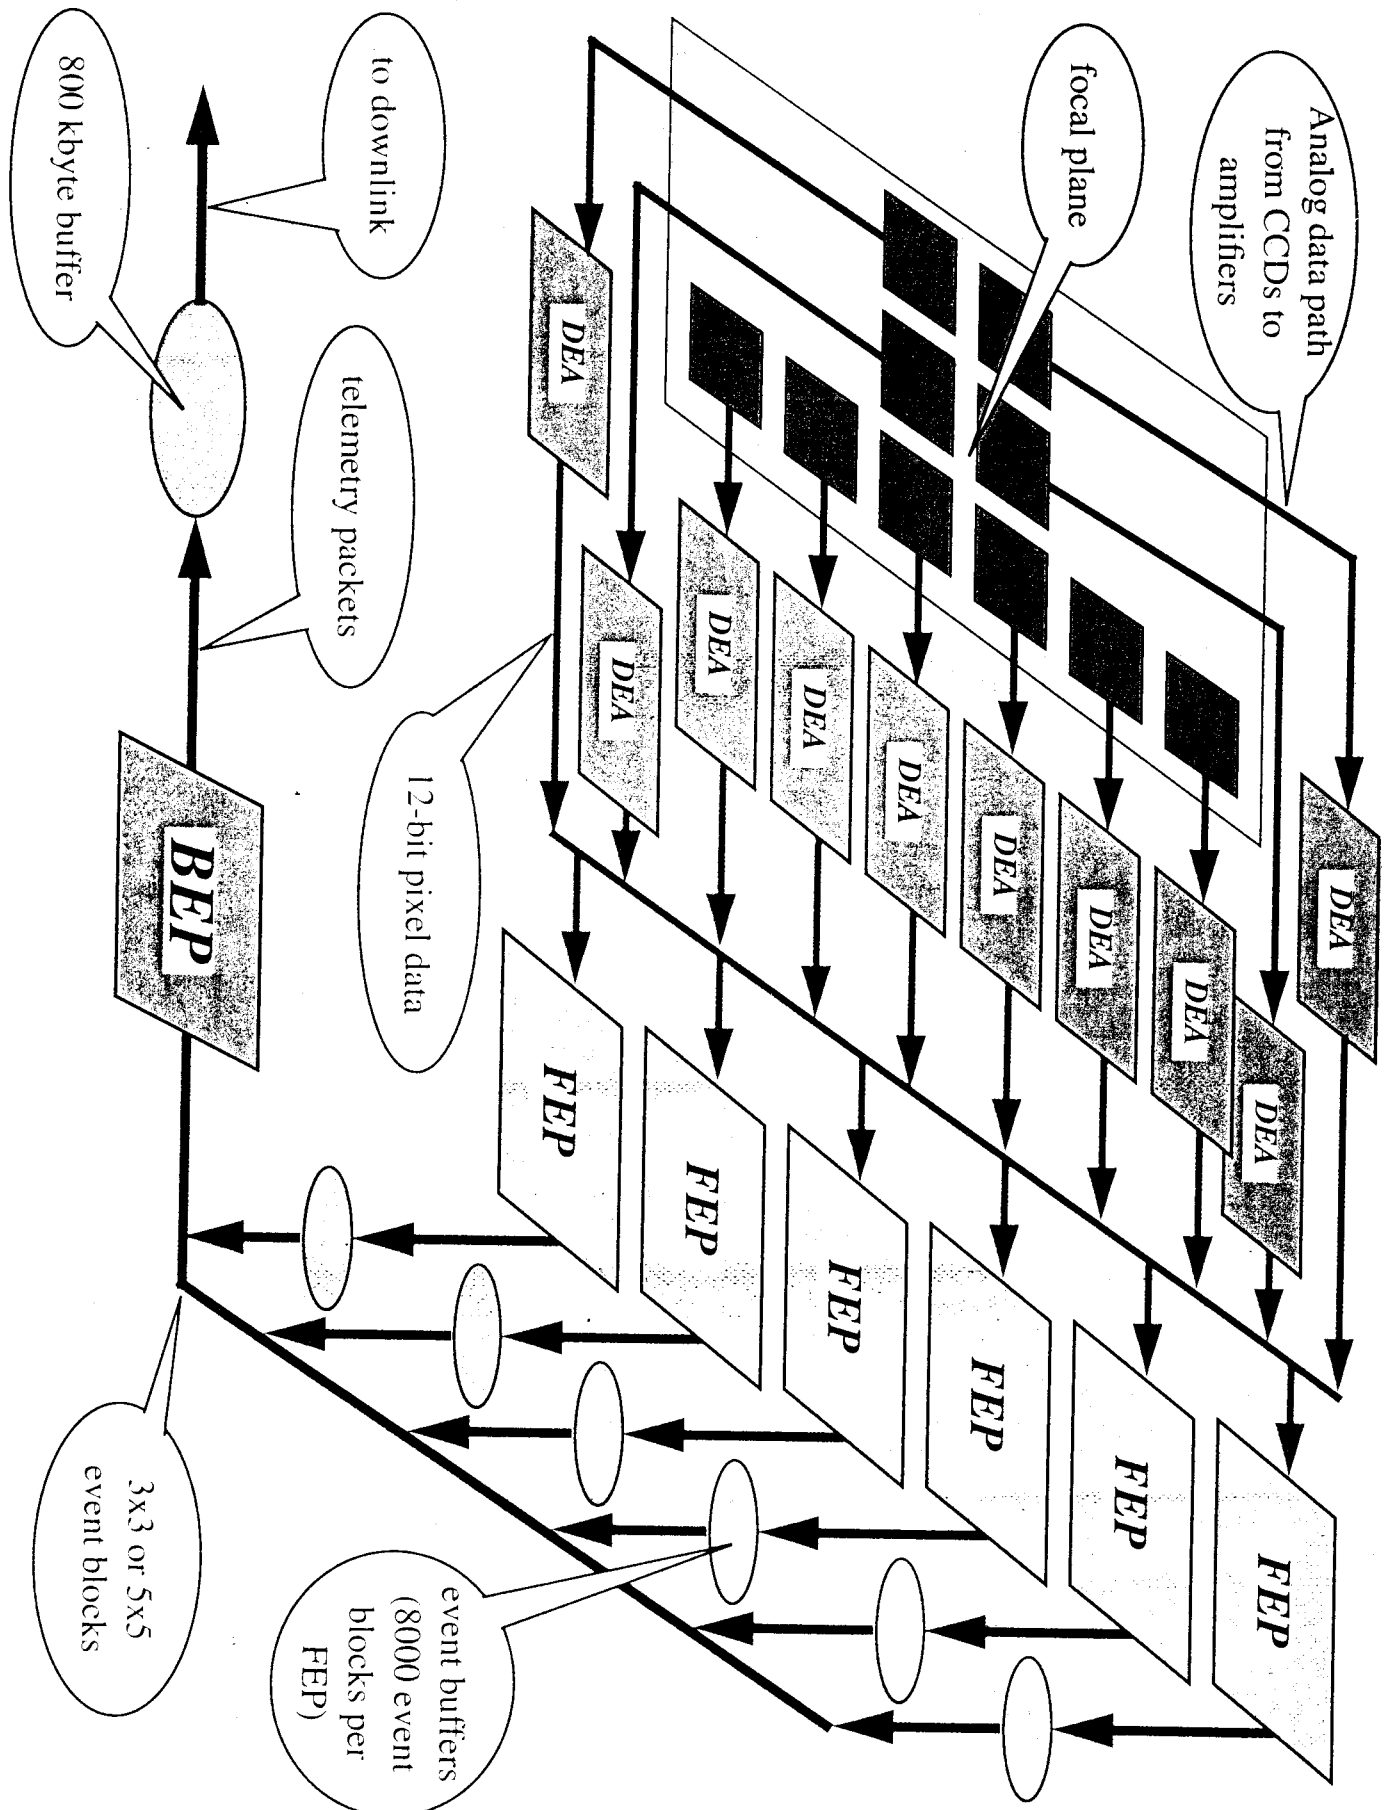 Analog data path
from CCDs to
amplifiers
focal plane
DEA
DEA
DEA
DEA
DEA
DEA
DEA
DEA
DEA
DEA
FEP
FEP
FEP
FEP
FEP
FEP
12-bit pixel data
event buffers
(8000 event
blocks per
FEP)
to downlink
telemetry packets
800 kbyte buffer
BEP
3x3 or 5x5
event blocks